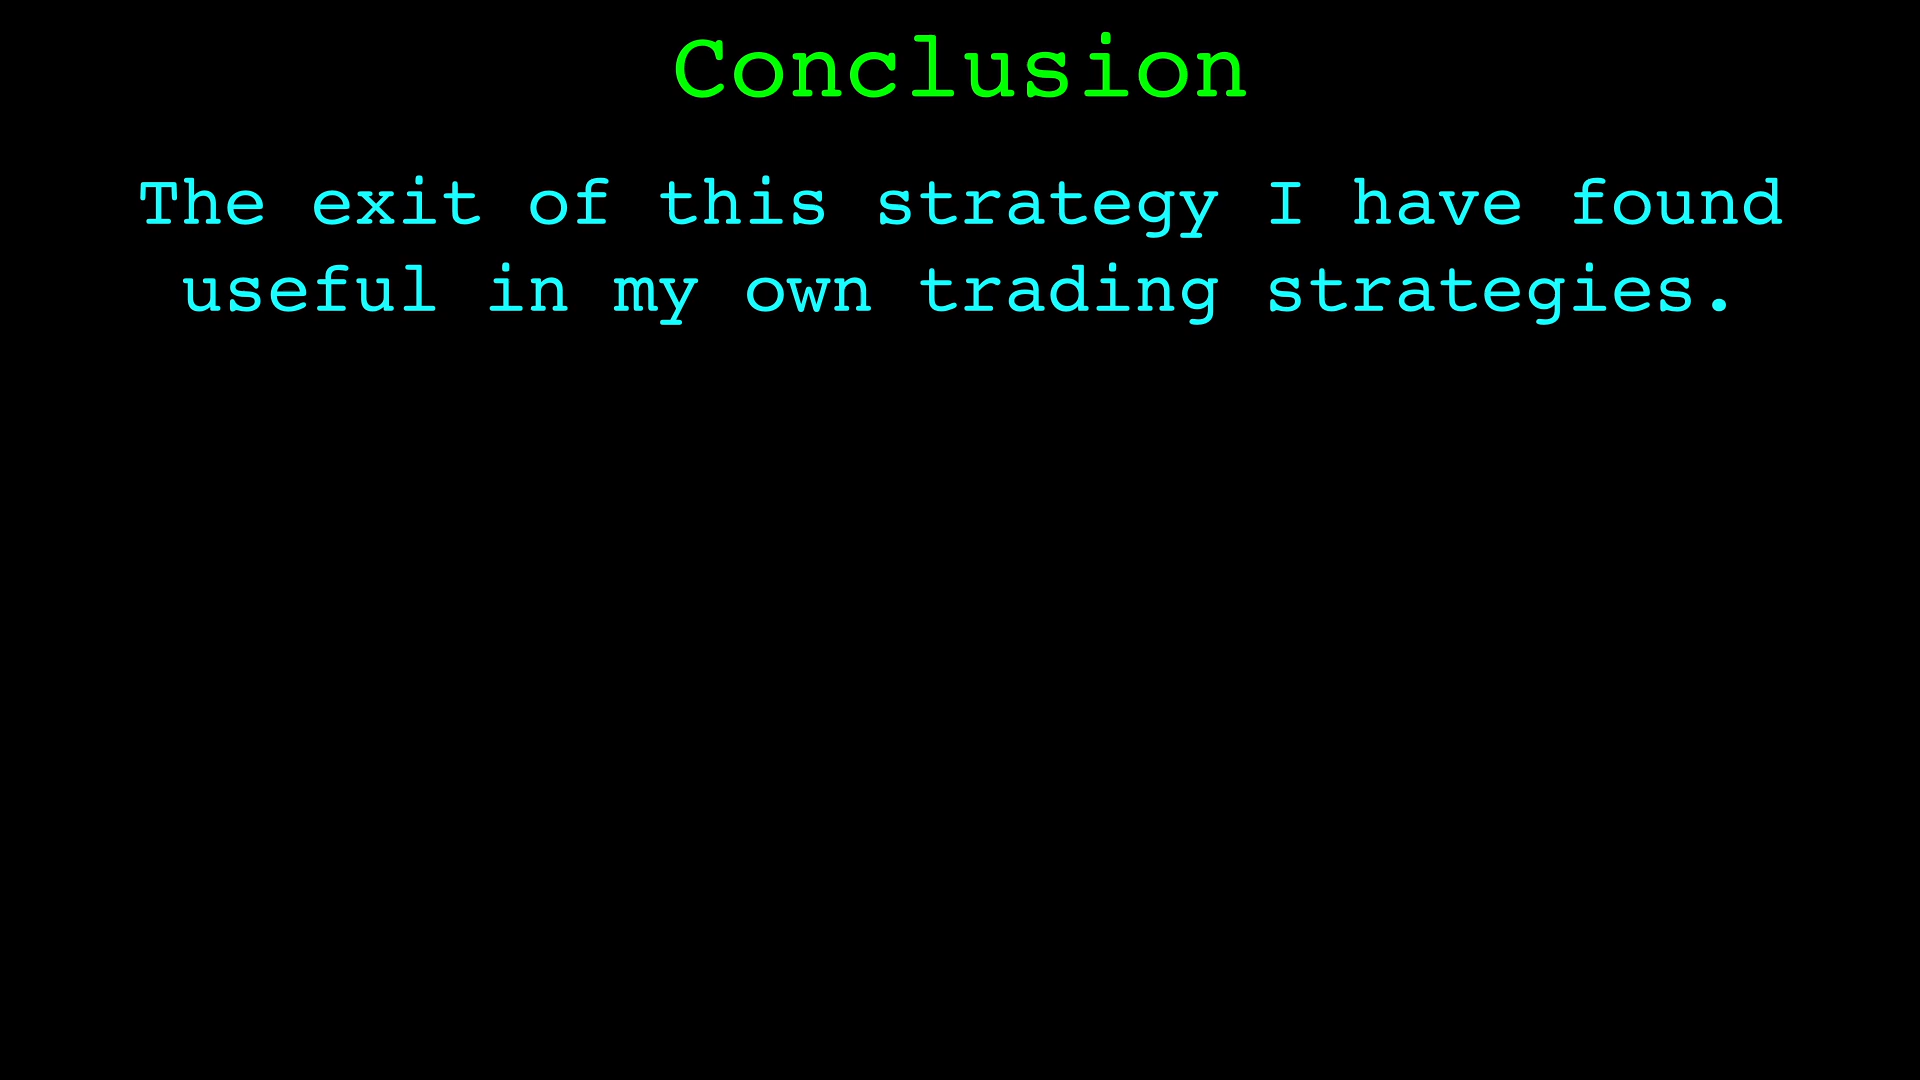 Conclusion
The exit of this strategy I have found
useful in my own trading strategies.